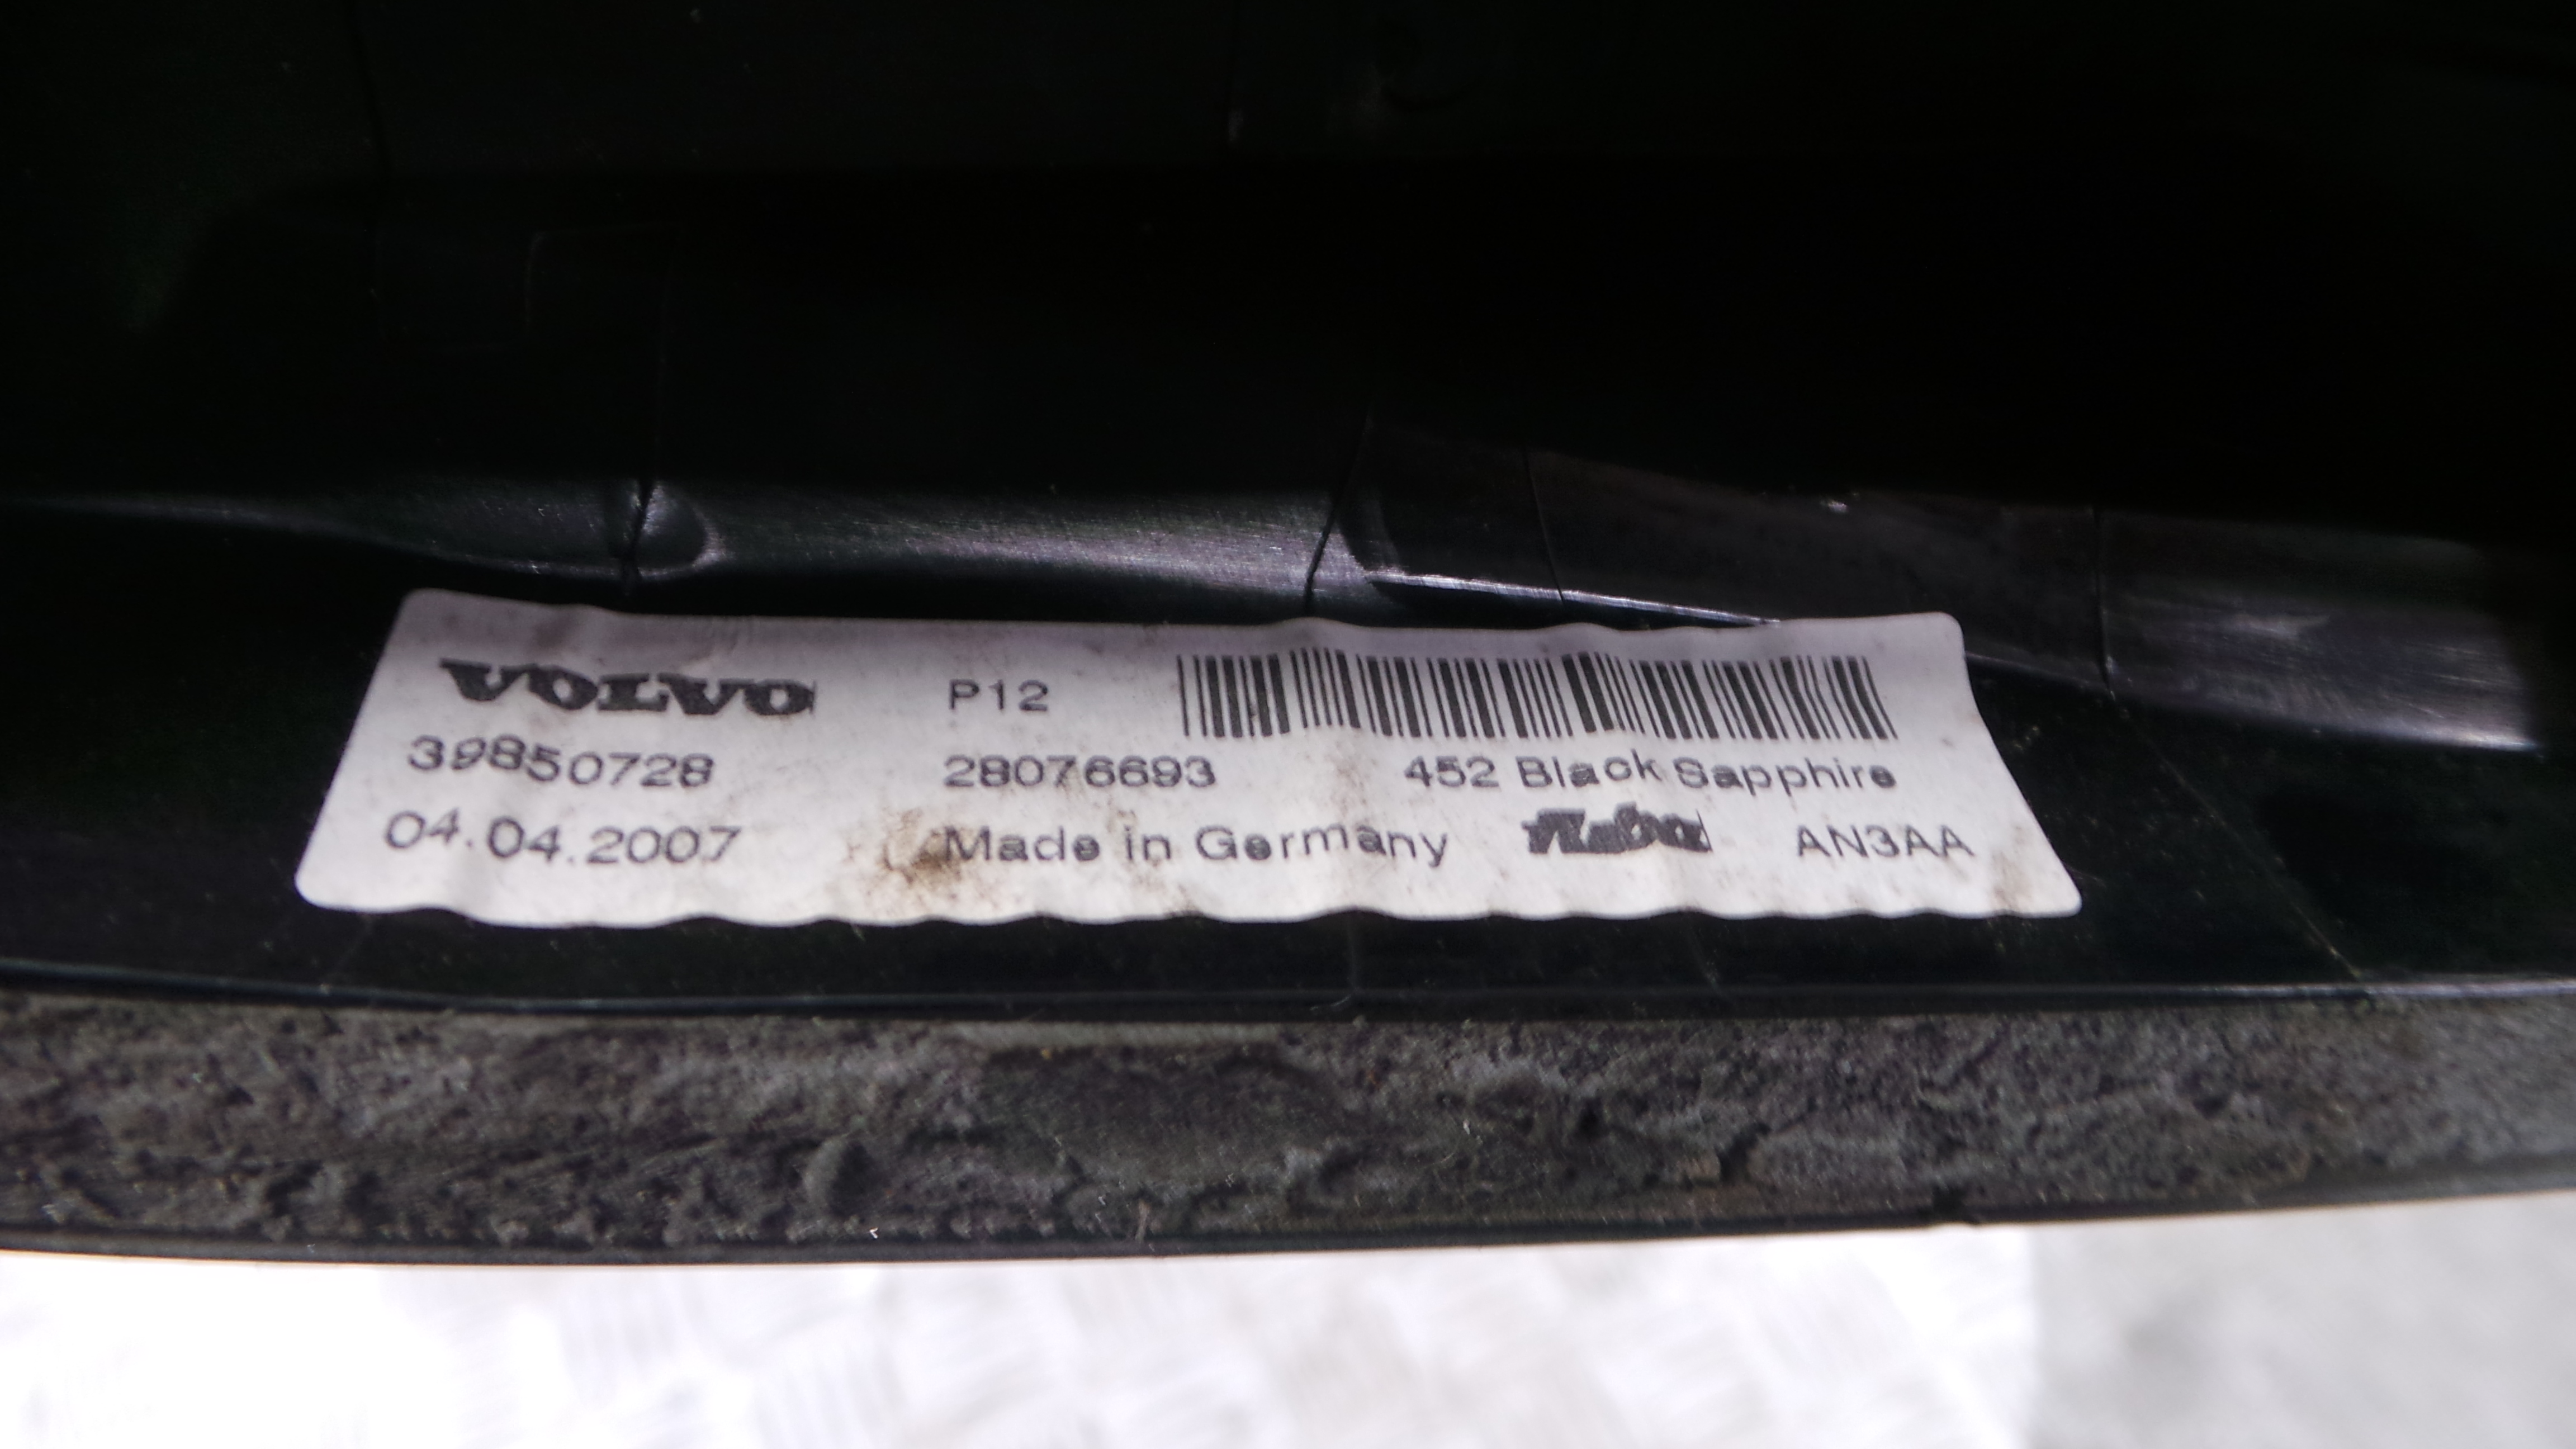 VOLVO P12
39850728 28076693 452 Black Sapphire
04.04.2007 Made in Germany AN3AA